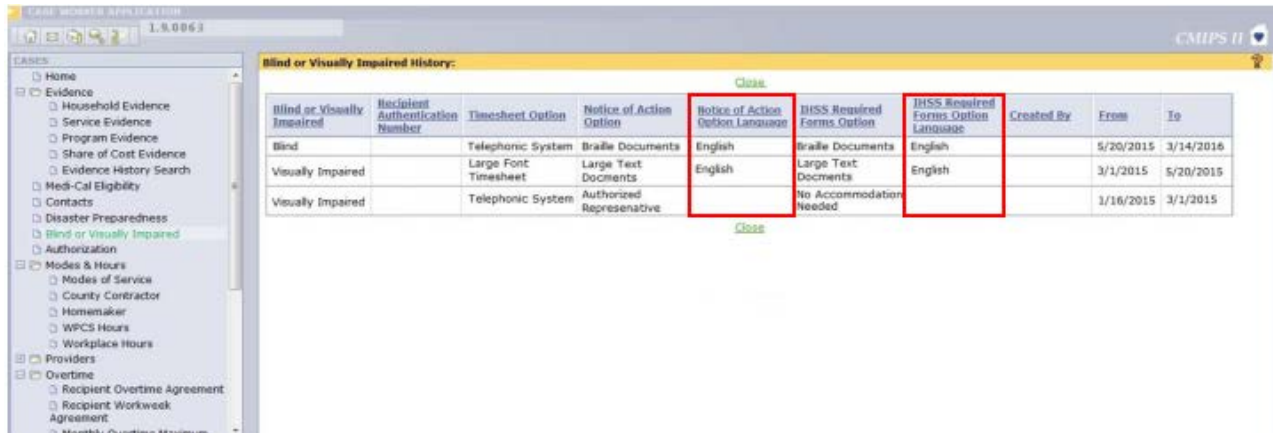 CASE WORKER APPLICATION
1.9.0063
CMIPS II
CASES
Home
Evidence
Household Evidence
Service Evidence
Program Evidence
Share of Cost Evidence
Evidence History Search
Medi-Cal Eligibility
Contacts
Disaster Preparedness
Blind or Visually Impaired
Authorization
Modes & Hours
Modes of Service
County Contractor
Homemaker
WPCS Hours
Workplace Hours
Providers
Overtime
Recipient Overtime Agreement
Recipient Workweek
Agreement
Monthly Overtime Maximum
Blind or Visually Impaired History:
Close
Blind or Visually Impaired Recipient Authentication Number Timesheet Option Notice of Action Option Notice of Action Option Language IHSS Required Forms Option IHSS Required Forms Option Language Created By From To
Blind Telephonic System Braille Documents English Braille Documents English 5/20/2015 3/14/2016
Visually Impaired Large Font Timesheet Large Text Docments English Large Text Docments English 3/1/2015 5/20/2015
Visually Impaired Telephonic System Authorized Represenative No Accommodation Needed 1/16/2015 3/1/2015
Close